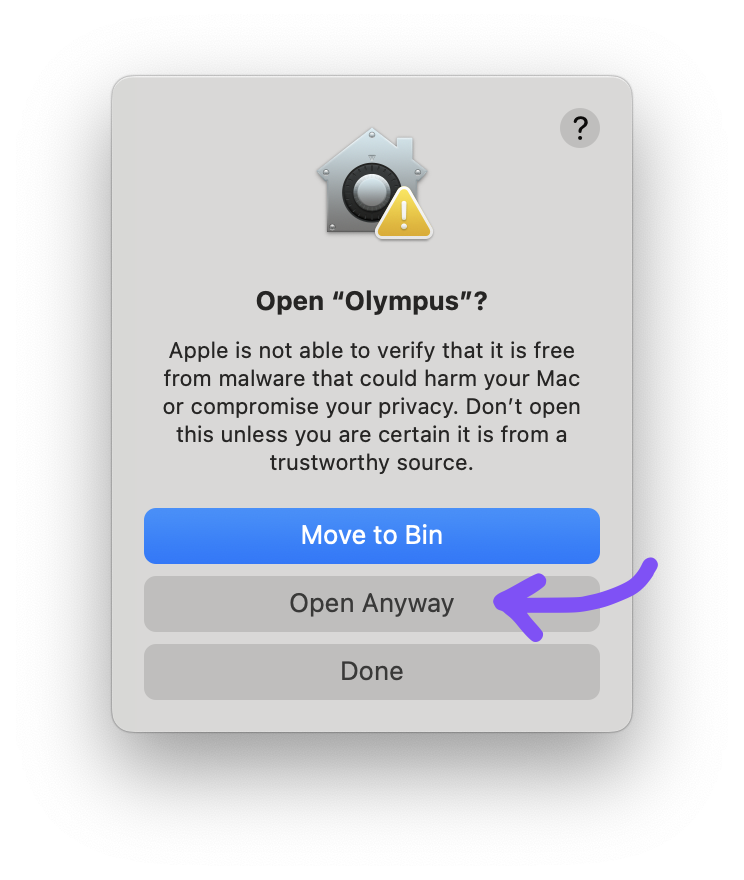 ?
Open “Olympus”?
Apple is not able to verify that it is free
from malware that could harm your Mac
or compromise your privacy. Don’t open
this unless you are certain it is from a
trustworthy source.
Move to Bin
Open Anyway
Done